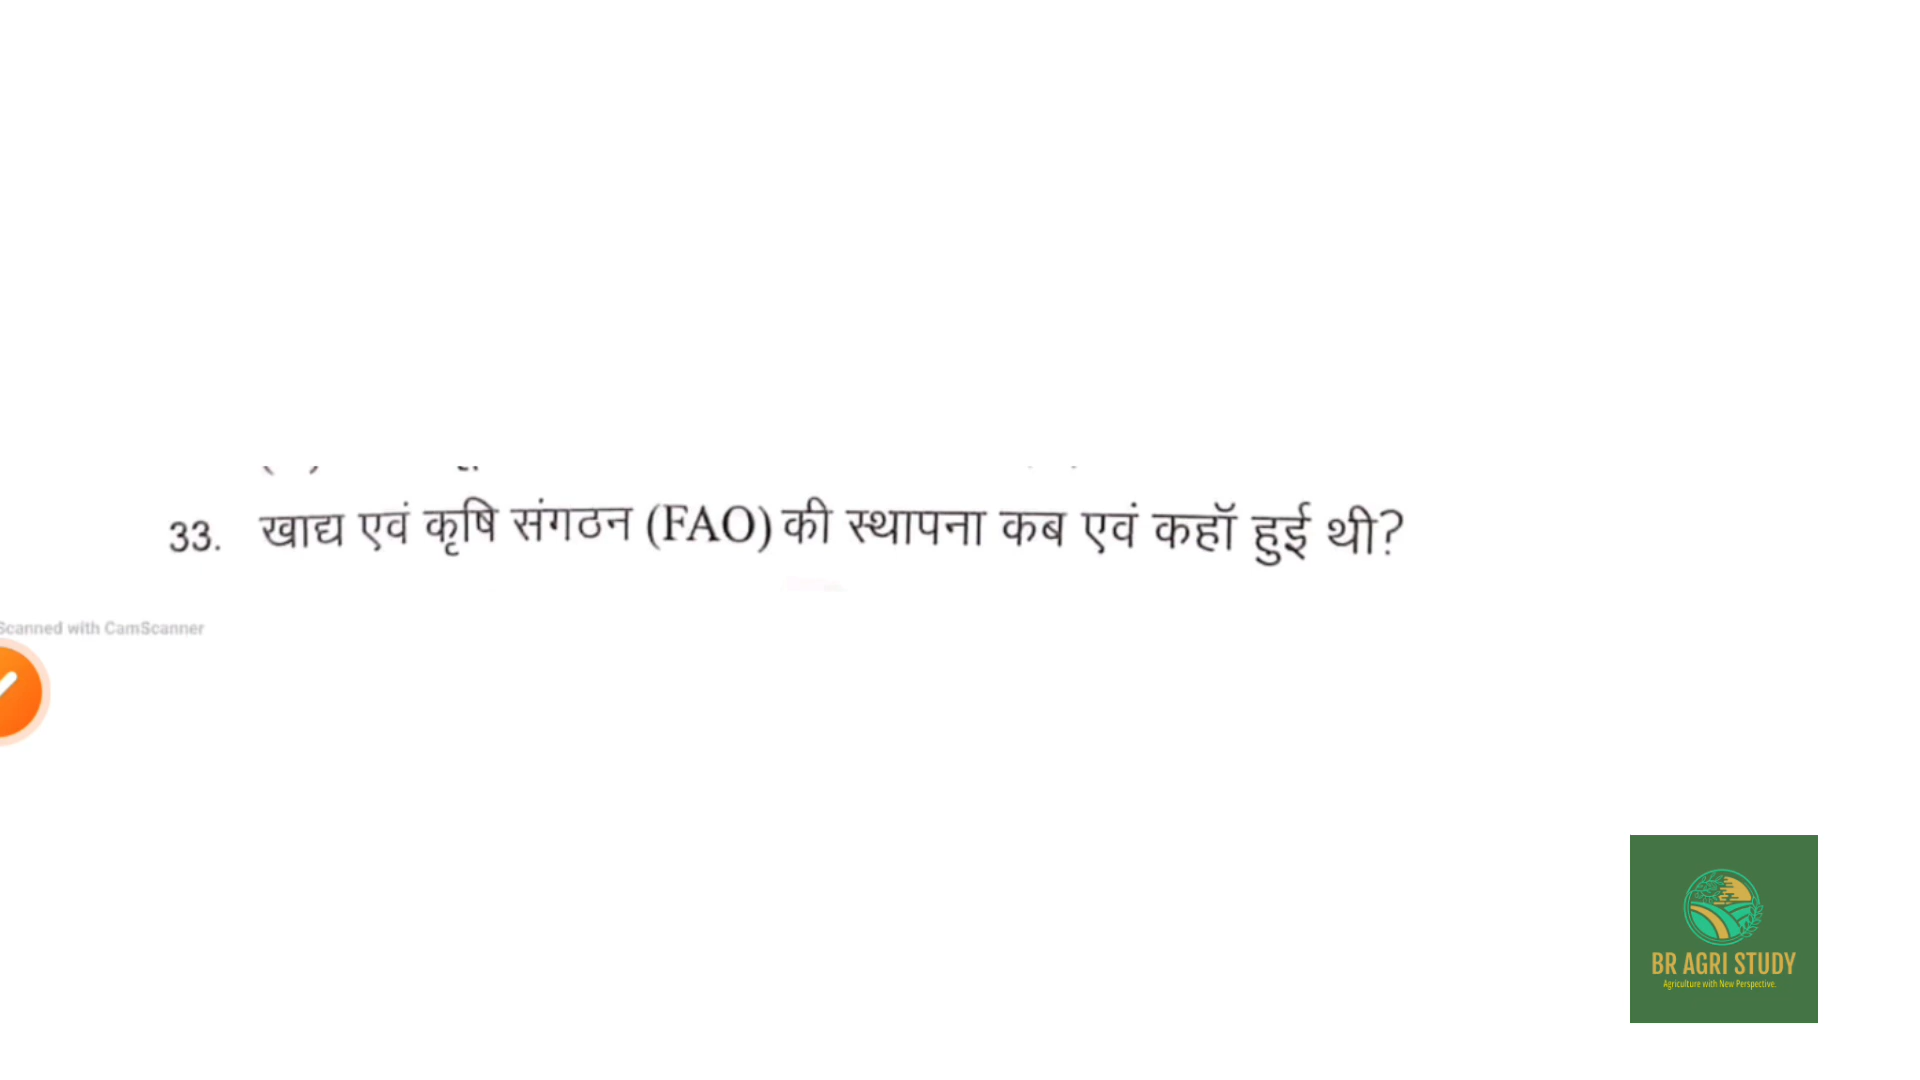 33. खाद्य एवं कृषि संगठन (FAO) की स्थापना कब एवं कहॉ हुई थी?
Scanned with CamScanner
BR AGRI STUDY
Agriculture with New Perspective.